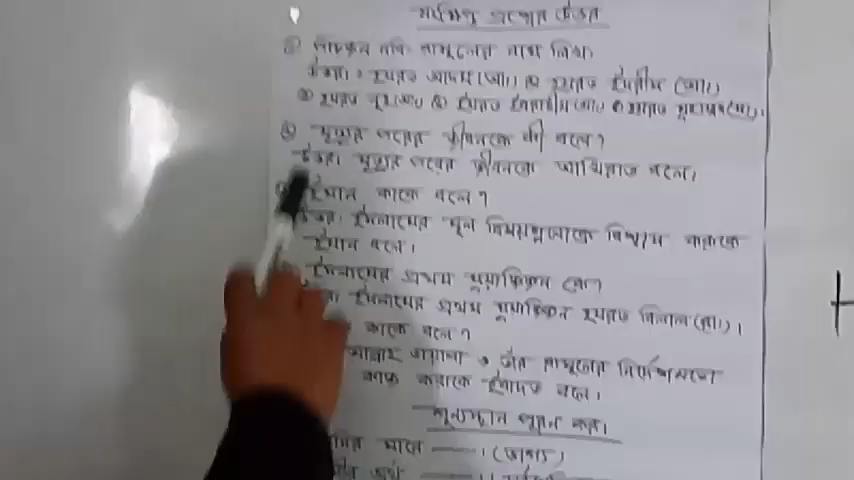 প্রশ্নের উত্তর
পাঁচজন নবি রাসুলের নাম লিখ।
উত্তর: হযরত আদম (আঃ) হযরত ইদ্রীস (আঃ)
হযরত নূহ (আঃ) হযরত ইব্রাহীম (আঃ) ও হযরত মুহাম্মদ (সাঃ)।
মৃত্যুর পরের জীবনকে কী বলে?
উত্তর: মৃত্যুর পরের জীবনকে আখিরাত বলে।
ঈমান কাকে বলে?
উত্তর: ইসলামের মূল বিষয়গুলোকে বিশ্বাস করাকে
ঈমান বলে।
ইসলামের প্রথম মুয়াজ্জিন কে?
ইসলামের প্রথম মুয়াজ্জিন হযরত বিলাল (রাঃ)।
কাকে বলে?
আল্লাহ তায়ালা ও তাঁর রাসুলের নির্দেশমতো
কাজ করাকে ইবাদত বলে।
শূন্যস্থান পূরণ কর।
মানে —— ।
অর্থ ——